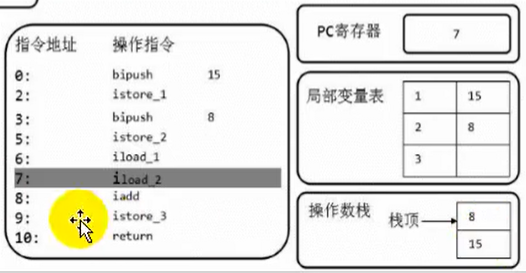 指令地址 操作指令
0: bipush 15
2: istore_1
3: bipush 8
5: istore_2
6: iload_1
7: iload_2
8: iadd
9: istore_3
10: return
PC寄存器 7
局部变量表
1 15
2 8
3
操作数栈
栈顶
8
15